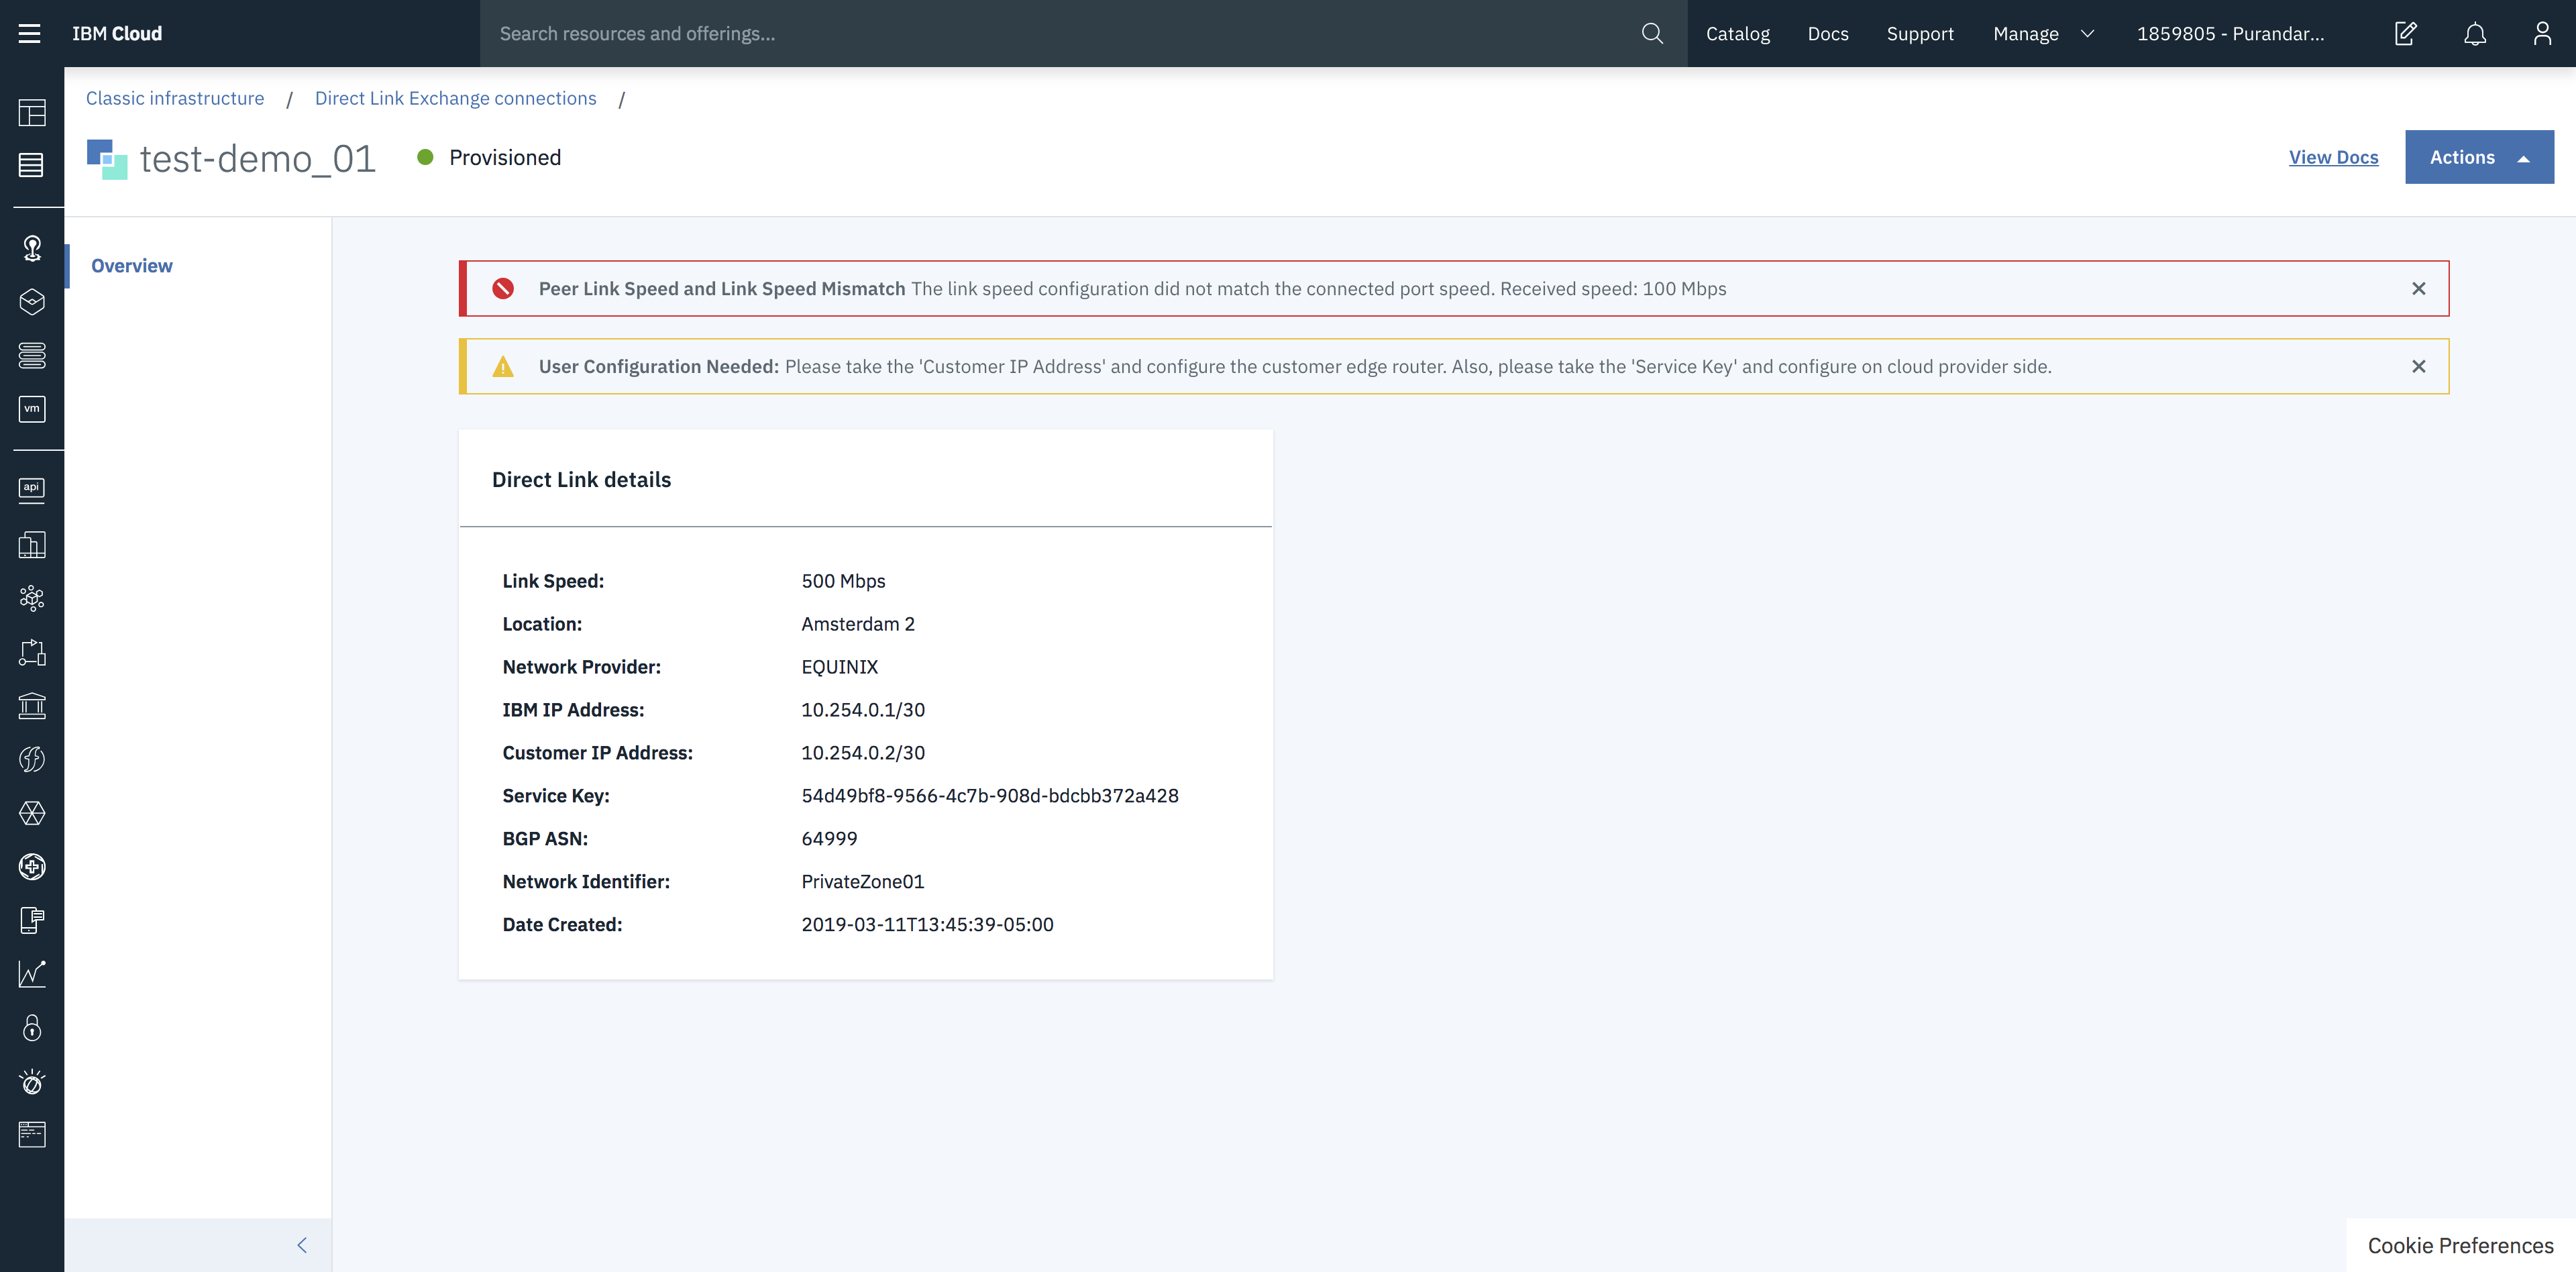 IBM Cloud
Search resources and offerings...
Catalog
Docs
Support
Manage
1859805 - Purandar...
Classic infrastructure / Direct Link Exchange connections /
test-demo_01
Provisioned
View Docs
Actions
vm
api
Overview
Peer Link Speed and Link Speed Mismatch The link speed configuration did not match the connected port speed. Received speed: 100 Mbps
User Configuration Needed: Please take the 'Customer IP Address' and configure the customer edge router. Also, please take the 'Service Key' and configure on cloud provider side.
Direct Link details
Link Speed: 500 Mbps
Location: Amsterdam 2
Network Provider: EQUINIX
IBM IP Address: 10.254.0.1/30
Customer IP Address: 10.254.0.2/30
Service Key: 54d49bf8-9566-4c7b-908d-bdcbb372a428
BGP ASN: 64999
Network Identifier: PrivateZone01
Date Created: 2019-03-11T13:45:39-05:00
Cookie Preferences